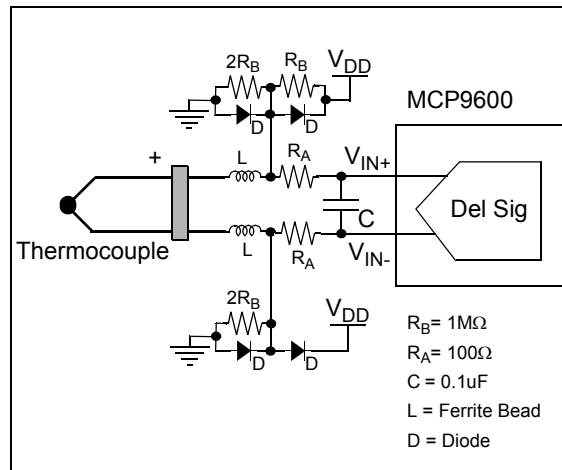 2R_B
R_B
V_DD
D
D
MCP9600
+
L
R_A
V_IN+
Thermocouple
L
R_A
C
V_IN-
Del Sig
2R_B
V_DD
D
D
R_B= 1MΩ
R_A= 100Ω
C = 0.1uF
L = Ferrite Bead
D = Diode